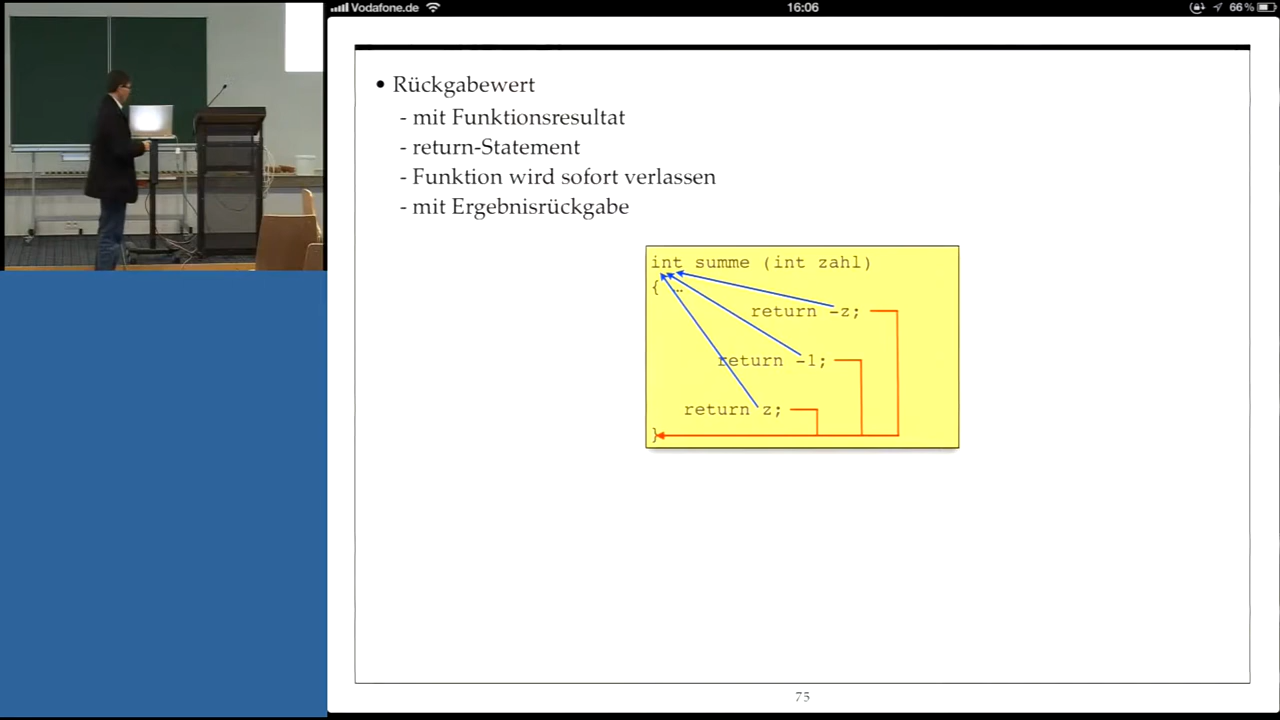 Vodafone.de 16:06 66%
• Rückgabewert
- mit Funktionsresultat
- return-Statement
- Funktion wird sofort verlassen
- mit Ergebnisrückgabe
int summe (int zahl)
{ …
return -z;
return -1;
return z;
}
75